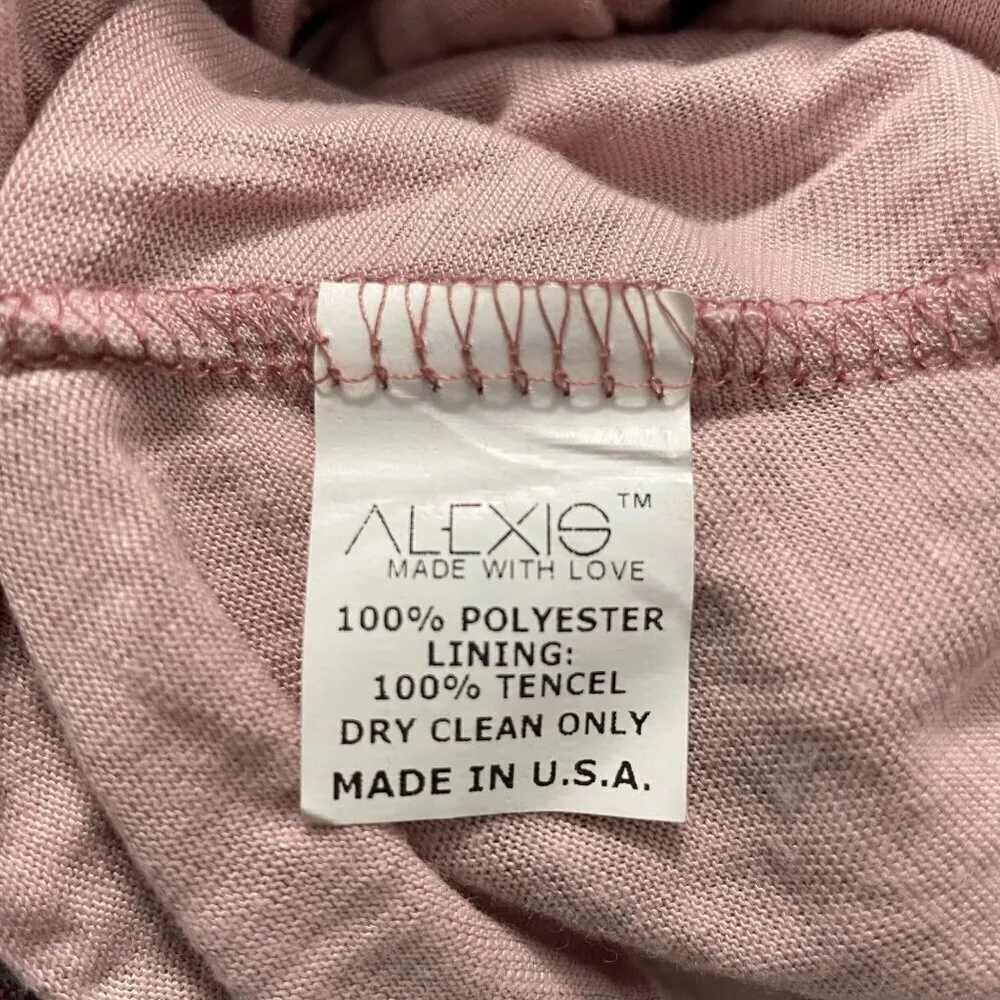 ALEXIS™
MADE WITH LOVE
100% POLYESTER
LINING:
100% TENCEL
DRY CLEAN ONLY
MADE IN U.S.A.